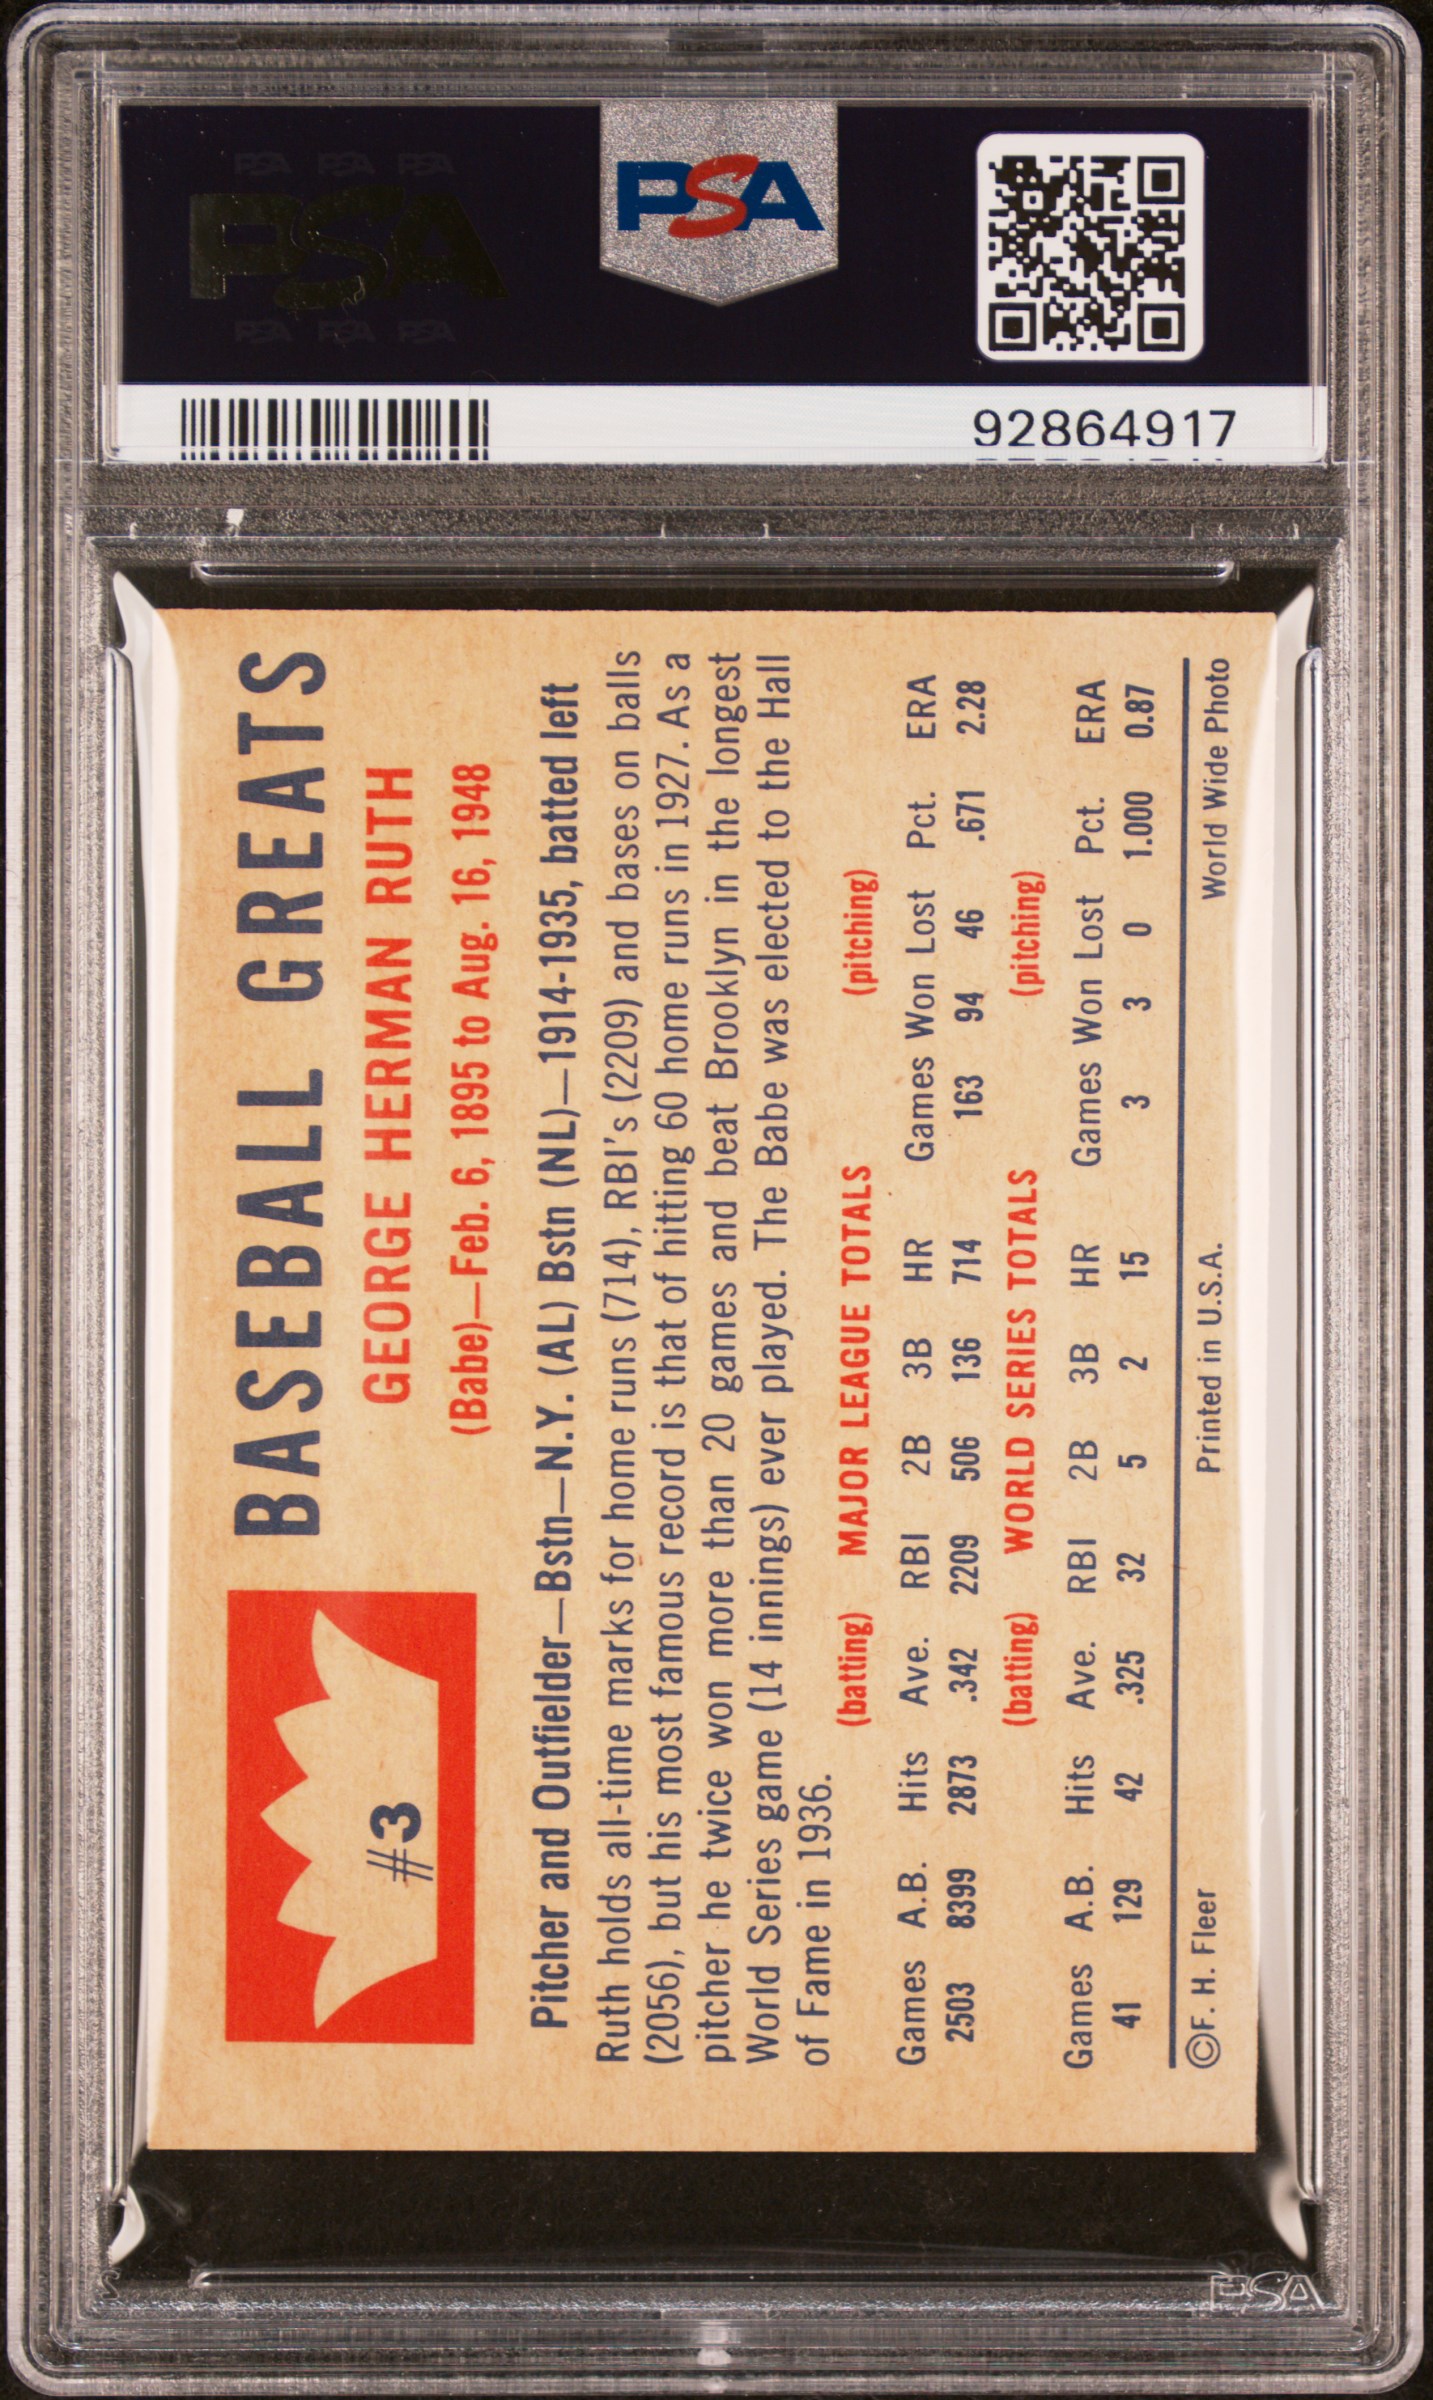 PSA PSA PSA
PSA
PSA PSA PSA
PSA
92864917
#3
BASEBALL GREATS
GEORGE HERMAN RUTH
(Babe)—Feb. 6, 1895 to Aug. 16, 1948
Pitcher and Outfielder—Bstn—N.Y. (AL) Bstn (NL)—1914-1935, batted left
Ruth holds all-time marks for home runs (714), RBI's (2209) and bases on balls
(2056), but his most famous record is that of hitting 60 home runs in 1927. As a
pitcher he twice won more than 20 games and beat Brooklyn in the longest
World Series game (14 innings) ever played. The Babe was elected to the Hall
of Fame in 1936.
(batting) MAJOR LEAGUE TOTALS (pitching)
Games A.B. Hits Ave. RBI 2B 3B HR Games Won Lost Pct. ERA
2503 8399 2873 .342 2209 506 136 714 163 94 46 .671 2.28
(batting) WORLD SERIES TOTALS (pitching)
Games A.B. Hits Ave. RBI 2B 3B HR Games Won Lost Pct. ERA
41 129 42 .325 32 5 2 15 3 3 0 1.000 0.87
©F. H. Fleer Printed in U.S.A. World Wide Photo
PSA